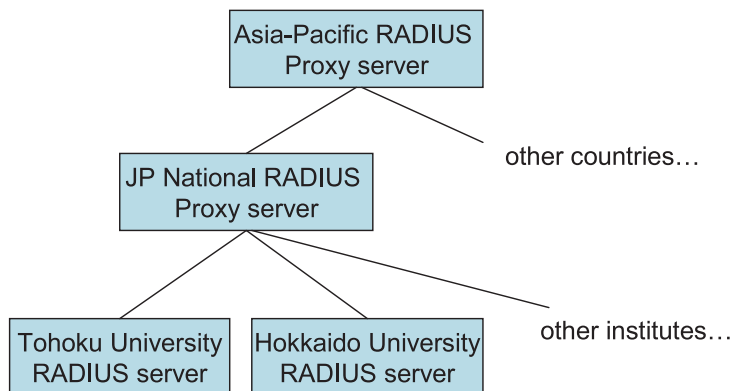 Asia-Pacific RADIUS
Proxy server
other countries…
JP National RADIUS
Proxy server
other institutes…
Tohoku University
RADIUS server
Hokkaido University
RADIUS server